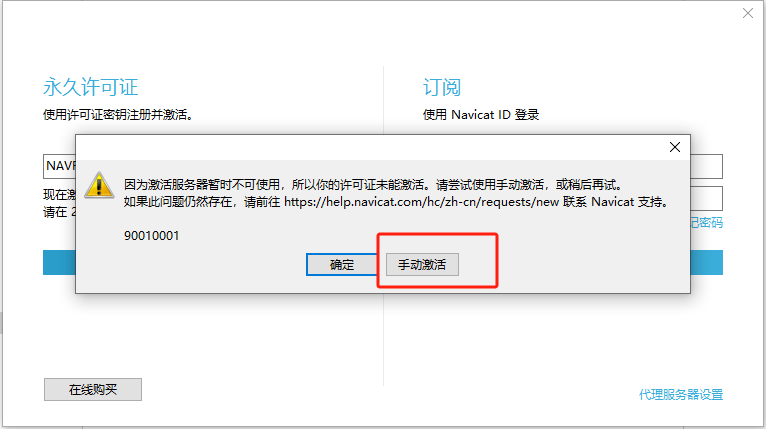 永久许可证
订阅
使用许可证密钥注册并激活。
使用 Navicat ID 登录
NAVF
现在激
请在 2
因为激活服务器暂时不可使用，所以你的许可证未能激活。请尝试使用手动激活，或稍后再试。
如果此问题仍然存在，请前往 https://help.navicat.com/hc/zh-cn/requests/new 联系 Navicat 支持。
90010001
确定
手动激活
记密码
在线购买
代理服务器设置